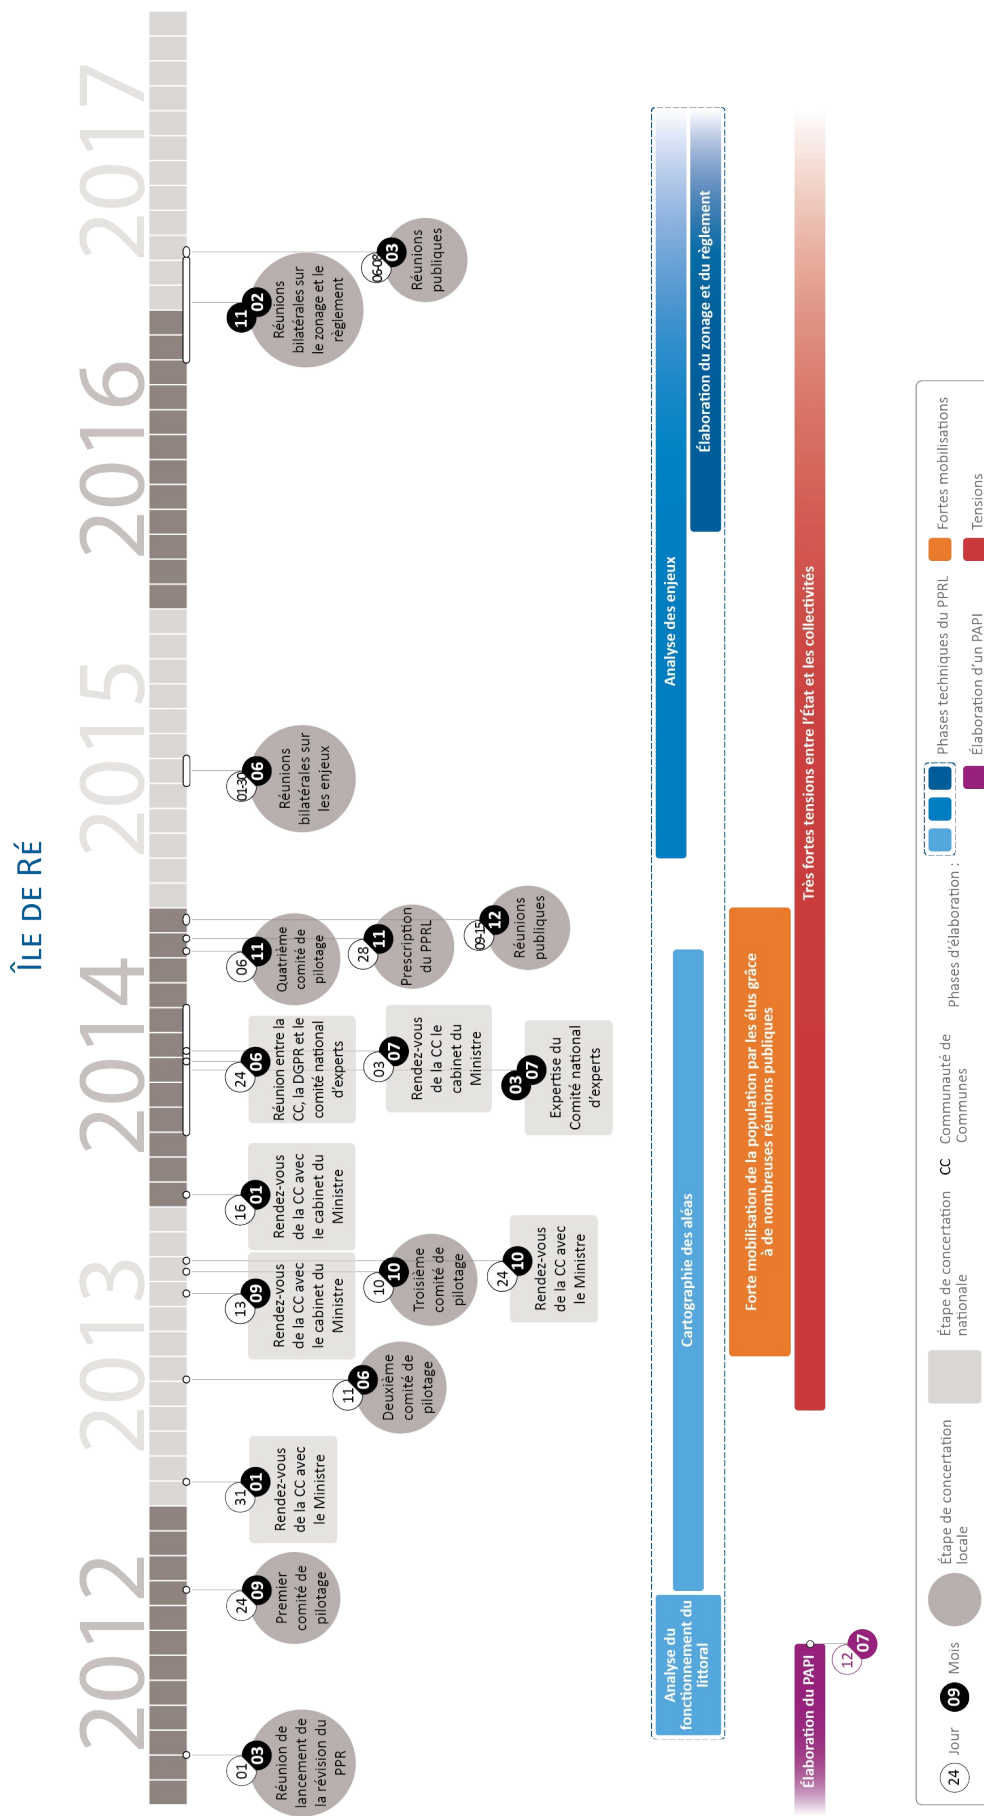 ÎLE DE RÉ
2012
2013
2014
2015
2016
2017
01
03
Réunion de
lancement de
la révision du
PPR
24
09
Premier
comité de
pilotage
31
01
Rendez-vous
de la CC avec
le Ministre
11
06
Deuxième
comité de
pilotage
13
09
Rendez-vous
de la CC avec
le cabinet du
Ministre
10
10
Troisième
comité de
pilotage
24
10
Rendez-vous
de la CC avec
le Ministre
16
01
Rendez-vous
de la CC avec
le cabinet du
Ministre
24
06
Réunion entre la
CC, la DGPR et le
comité national
d'experts
03
07
Rendez-vous
de la CC le
cabinet du
Ministre
03
07
Expertise du
Comité national
d'experts
06
11
Quatrième
comité de
pilotage
28
11
Prescription
du PPRL
09-15
12
Réunions
publiques
01-30
06
Réunions
bilatérales sur
les enjeux
11
02
Réunions
bilatérales sur
le zonage et le
règlement
06-08
03
Réunions
publiques
Analyse du
fonctionnement du
littoral
Cartographie des aléas
Analyse des enjeux
Élaboration du zonage et du règlement
Forte mobilisation de la population par les élus grâce
à de nombreuses réunions publiques
Élaboration du PAPI
12
07
Très fortes tensions entre l'État et les collectivités
24 Jour
09 Mois
Étape de concertation
locale
Étape de concertation
nationale
CC Communauté de
Communes
Phases d'élaboration :
Phases techniques du PPRL
Fortes mobilisations
Élaboration d'un PAPI
Tensions